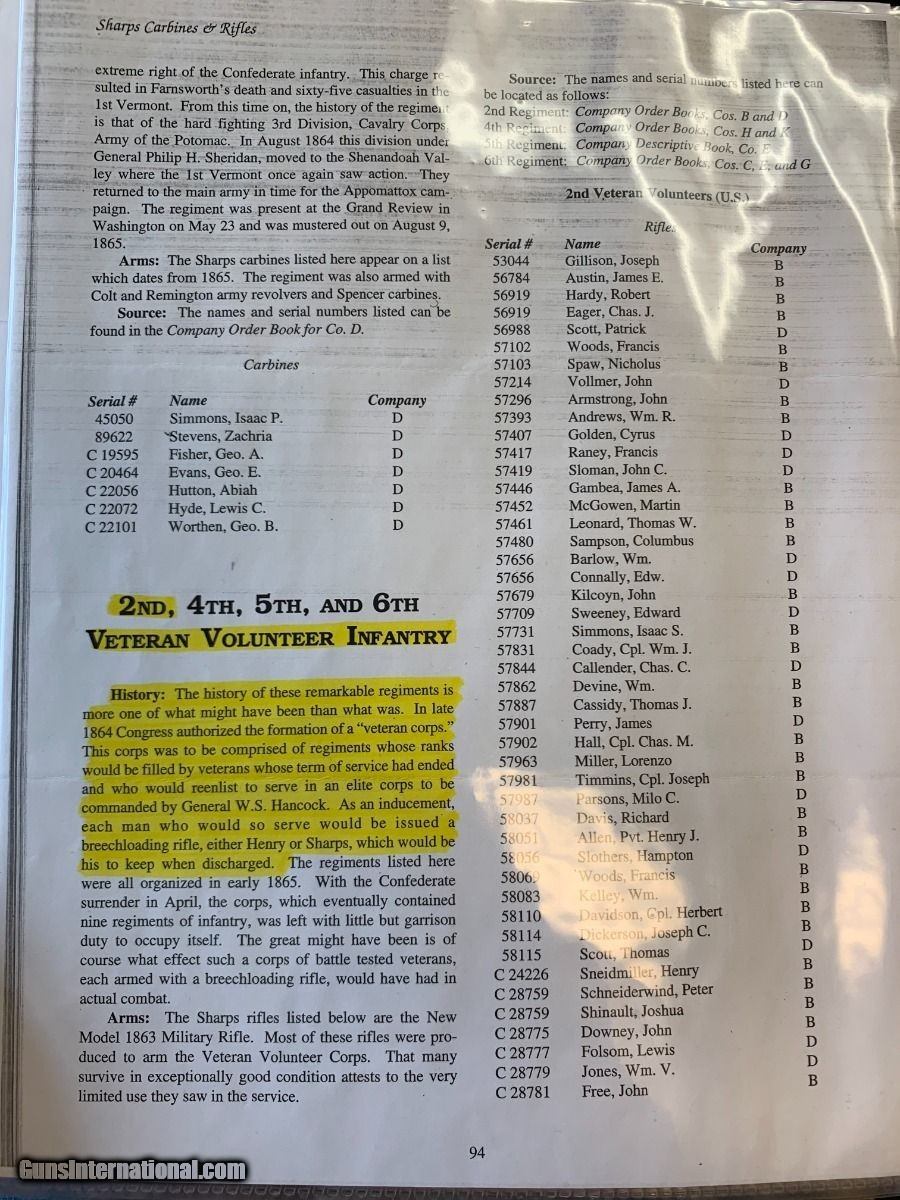 Sharps Carbines & Rifles
extreme right of the Confederate infantry. This charge re-
sulted in Farnsworth's death and sixty-five casualties in the
1st Vermont. From this time on, the history of the regiment
is that of the hard fighting 3rd Division, Cavalry Corps,
Army of the Potomac. In August 1864 this division under
General Philip H. Sheridan, moved to the Shenandoah Val-
ley where the 1st Vermont once again saw action. They
returned to the main army in time for the Appomattox cam-
paign. The regiment was present at the Grand Review in
Washington on May 23 and was mustered out on August 9,
1865.
Arms: The Sharps carbines listed here appear on a list
which dates from 1865. The regiment was also armed with
Colt and Remington army revolvers and Spencer carbines.
Source: The names and serial numbers listed can be
found in the Company Order Book for Co. D.
Carbines
Serial # Name Company
45050 Simmons, Isaac P. D
89622 Stevens, Zachria D
C 19595 Fisher, Geo. A. D
C 20464 Evans, Geo. E. D
C 22056 Hutton, Abiah D
C 22072 Hyde, Lewis C. D
C 22101 Worthen, Geo. B. D
2ND, 4TH, 5TH, AND 6TH
VETERAN VOLUNTEER INFANTRY
History: The history of these remarkable regiments is
more one of what might have been than what was. In late
1864 Congress authorized the formation of a “veteran corps.”
This corps was to be comprised of regiments whose ranks
would be filled by veterans whose term of service had ended
and who would reenlist to serve in an elite corps to be
commanded by General W.S. Hancock. As an inducement,
each man who would so serve would be issued a
breechloading rifle, either Henry or Sharps, which would be
his to keep when discharged. The regiments listed here
were all organized in early 1865. With the Confederate
surrender in April, the corps, which eventually contained
nine regiments of infantry, was left with little but garrison
duty to occupy itself. The great might have been is of
course what effect such a corps of battle tested veterans,
each armed with a breechloading rifle, would have had in
actual combat.
Arms: The Sharps rifles listed below are the New
Model 1863 Military Rifle. Most of these rifles were pro-
duced to arm the Veteran Volunteer Corps. That many
survive in exceptionally good condition attests to the very
limited use they saw in the service.
Source: The names and serial numbers listed here can
be located as follows:
2nd Regiment: Company Order Books, Cos. B and D
4th Regiment: Company Order Books, Cos. H and K
5th Regiment: Company Descriptive Book, Co. E
6th Regiment: Company Order Books, Cos. C, E, and G
2nd Veteran Volunteers (U.S.)
Rifles
Serial # Name Company
53044 Gillison, Joseph B
56784 Austin, James E. B
56919 Hardy, Robert B
56919 Eager, Chas. J. B
56988 Scott, Patrick D
57102 Woods, Francis B
57103 Spaw, Nicholus B
57214 Vollmer, John D
57296 Armstrong, John B
57393 Andrews, Wm. R. B
57407 Golden, Cyrus D
57417 Raney, Francis D
57419 Sloman, John C. D
57446 Gambea, James A. B
57452 McGowen, Martin B
57461 Leonard, Thomas W. B
57480 Sampson, Columbus B
57656 Barlow, Wm. D
57656 Connally, Edw. D
57679 Kilcoyn, John B
57709 Sweeney, Edward D
57731 Simmons, Isaac S. B
57831 Coady, Cpl. Wm. J. B
57844 Callender, Chas. C. D
57862 Devine, Wm. B
57887 Cassidy, Thomas J. B
57901 Perry, James D
57902 Hall, Cpl. Chas. M. B
57963 Miller, Lorenzo B
57981 Timmins, Cpl. Joseph B
57987 Parsons, Milo C. D
58037 Davis, Richard B
58051 Allen, Pvt. Henry J. B
58056 Slothers, Hampton D
58069 Woods, Francis B
58083 Kelley, Wm. B
58110 Davidson, Cpl. Herbert B
58114 Dickerson, Joseph C. B
58115 Scott, Thomas D
C 24226 Sneidmiller, Henry B
C 28759 Schneiderwind, Peter B
C 28759 Shinault, Joshua B
C 28775 Downey, John B
C 28777 Folsom, Lewis D
C 28779 Jones, Wm. V. D
C 28781 Free, John B
94
GunsInternational.com